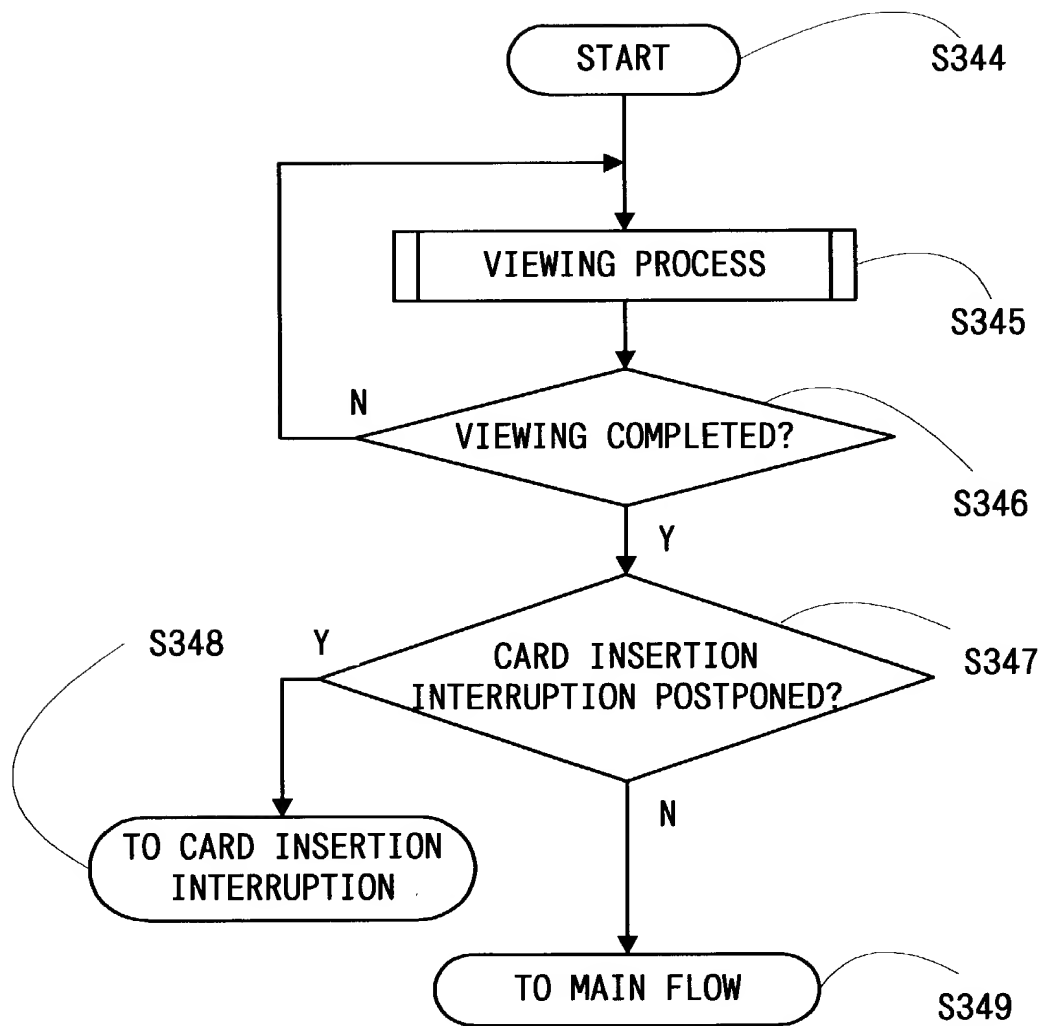 START
S344
VIEWING PROCESS
S345
N
VIEWING COMPLETED?
S346
Y
S348
Y
CARD INSERTION
INTERRUPTION POSTPONED?
S347
N
TO CARD INSERTION
INTERRUPTION
TO MAIN FLOW
S349